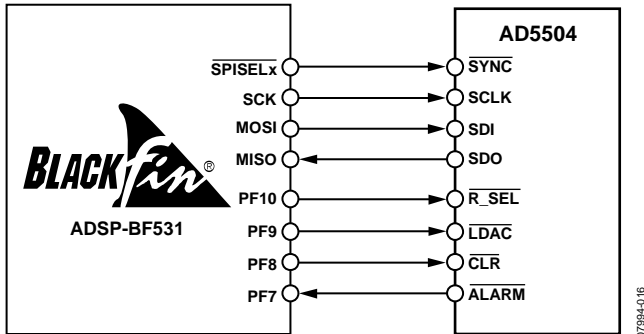 AD5504
SPISELx SYNC
SCK SCLK
MOSI SDI
MISO SDO
BLACKfin®
PF10 R_SEL
ADSP-BF531
PF9 LDAC
PF8 CLR
PF7 ALARM
07994-016